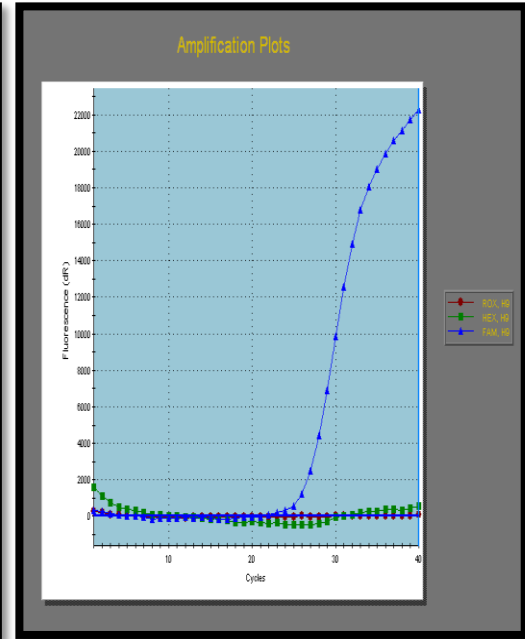 Amplification Plots
22000
20000
18000
16000
14000
12000
10000
8000
6000
4000
2000
0
Fluorescence (dR)
10
20
30
40
Cycles
ROX, H9
HEX, H9
FAM, H9